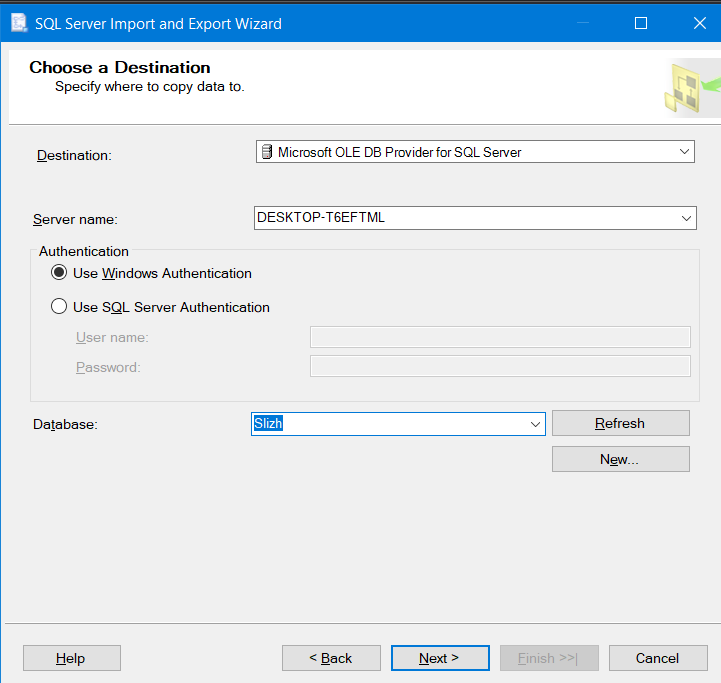 SQL Server Import and Export Wizard
Choose a Destination
Specify where to copy data to.
Destination: Microsoft OLE DB Provider for SQL Server
Server name: DESKTOP-T6EFTML
Authentication
Use Windows Authentication
Use SQL Server Authentication
User name:
Password:
Database: Slizh Refresh
New...
Help < Back Next > Finish >>| Cancel